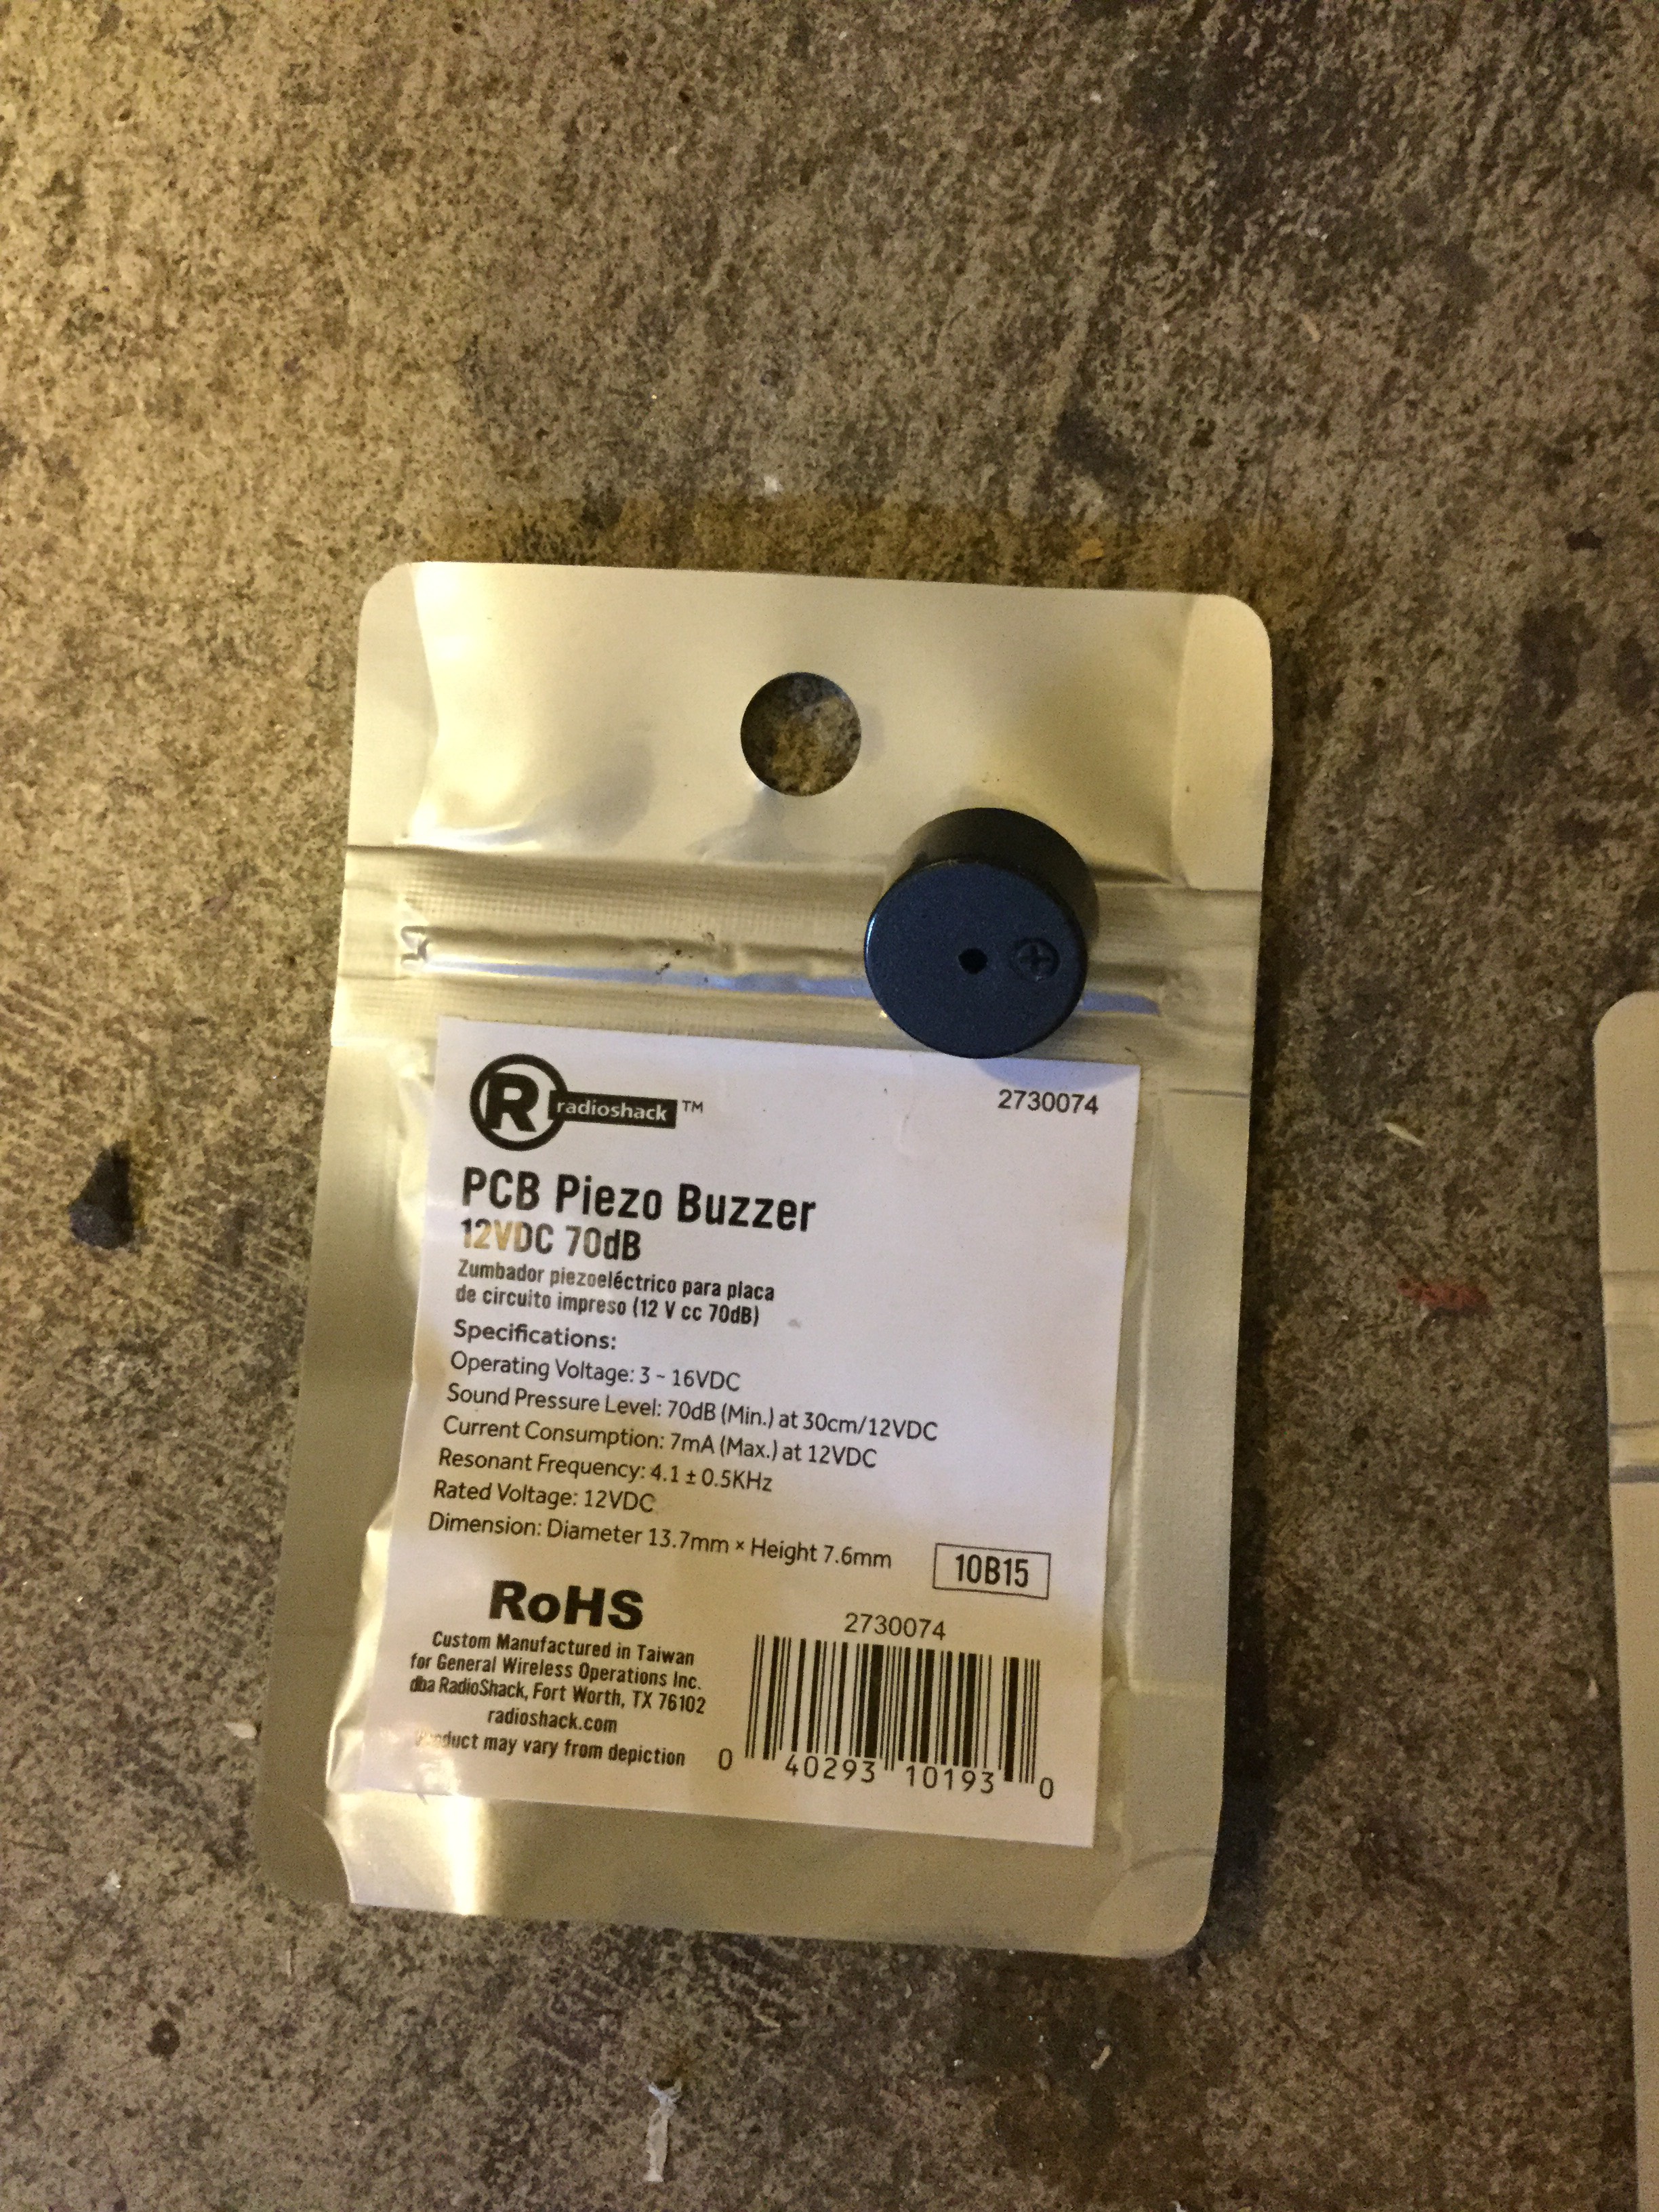 R radioshack ™
2730074
PCB Piezo Buzzer
12VDC 70dB
Zumbador piezoeléctrico para placa
de circuito impreso (12 V cc 70dB)
Specifications:
Operating Voltage: 3 ~ 16VDC
Sound Pressure Level: 70dB (Min.) at 30cm/12VDC
Current Consumption: 7mA (Max.) at 12VDC
Resonant Frequency: 4.1 ± 0.5KHz
Rated Voltage: 12VDC
Dimension: Diameter 13.7mm × Height 7.6mm
10B15
RoHS
Custom Manufactured in Taiwan
for General Wireless Operations Inc.
dba RadioShack, Fort Worth, TX 76102
radioshack.com
Product may vary from depiction
2730074
0 40293 10193 0